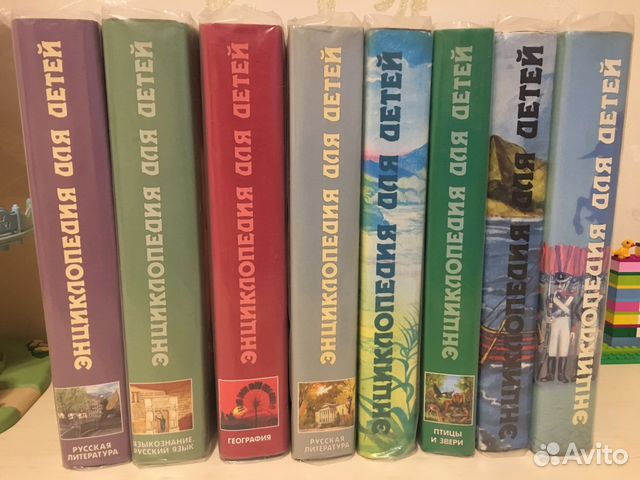 ЭНЦИКЛОПЕДИЯ ДЛЯ ДЕТЕЙ
РУССКАЯ
ЛИТЕРАТУРА
ЭНЦИКЛОПЕДИЯ ДЛЯ ДЕТЕЙ
ЯЗЫКОЗНАНИЕ.
РУССКИЙ ЯЗЫК
ЭНЦИКЛОПЕДИЯ ДЛЯ ДЕТЕЙ
ГЕОГРАФИЯ
ЭНЦИКЛОПЕДИЯ ДЛЯ ДЕТЕЙ
РУССКАЯ
ЛИТЕРАТУРА
ЭНЦИКЛОПЕДИЯ ДЛЯ ДЕТЕЙ
ЭНЦИКЛОПЕДИЯ ДЛЯ ДЕТЕЙ
ПТИЦЫ
И ЗВЕРИ
ЭНЦИКЛОПЕДИЯ ДЛЯ ДЕТЕЙ
ЭНЦИКЛОПЕДИЯ ДЛЯ ДЕТЕЙ
Avito